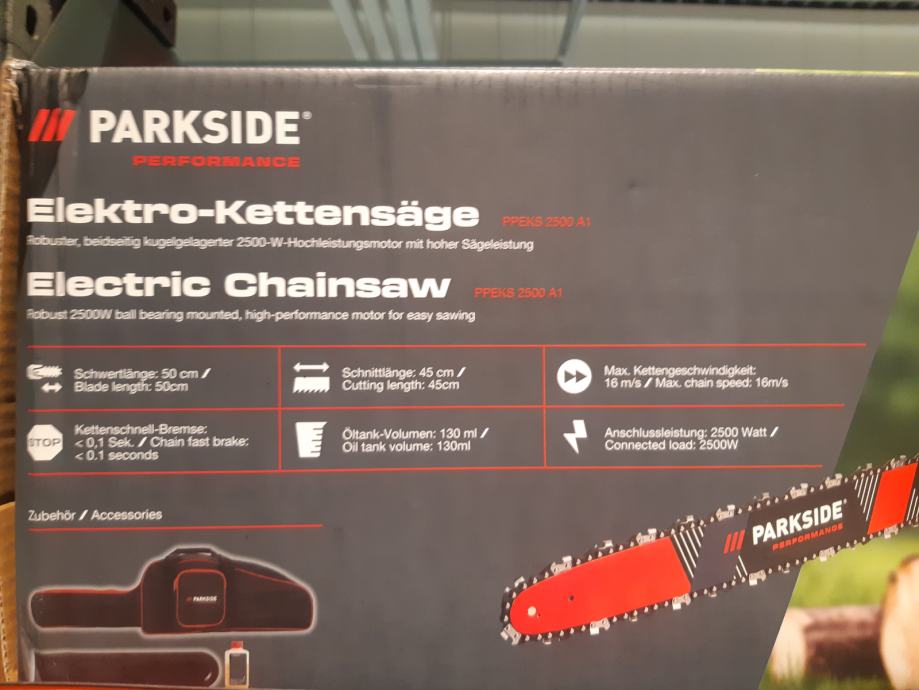 PARKSIDE®
PERFORMANCE
Elektro-Kettensäge PPEKS 2500 A1
Robuster, beidseitig kugelgelagerter 2500-W-Hochleistungsmotor mit hoher Sägeleistung
Electric Chainsaw PPEKS 2500 A1
Robust 2500W ball bearing mounted, high-performance motor for easy sawing
Schwertlänge: 50 cm /
Blade length: 50cm
Schnittlänge: 45 cm /
Cutting length: 45cm
Max. Kettengeschwindigkeit:
16 m/s / Max. chain speed: 16m/s
STOP
Kettenschnell-Bremse:
< 0,1 Sek. / Chain fast brake:
< 0.1 seconds
Öltank-Volumen: 130 ml /
Oil tank volume: 130ml
Anschlussleistung: 2500 Watt /
Connected load: 2500W
Zubehör / Accessories
PARKSIDE
PARKSIDE®
PERFORMANCE